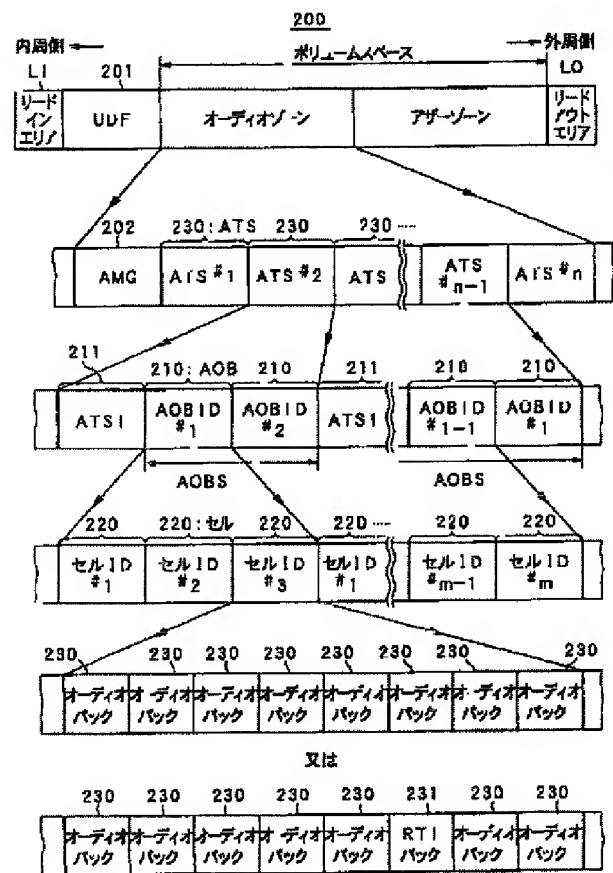 200
内周側 ← ボリュームスペース → 外周側
LI 201 LO
リード
イン
エリア
UDF
オーディオゾーン
アザーゾーン
リード
アウト
エリア
202 230:ATS 230 230 ····
AMG
ATS #1
ATS #2
ATS
ATS
#n-1
ATS #n
211 210:AOB 210 211 210 210
ATSI
AOBID
#1
AOBID
#2
ATSI
AOBID
#1-1
AOBID
#1
AOBS AOBS
220 220:セル 220 220 ···· 220 220
セルID
#1
セルID
#2
セルID
#3
セルID
#1
セルID
#m-1
セルID
#m
230 230 230 230 230 230 230 230
オーディオ
パック
オーディオ
パック
オーディオ
パック
オーディオ
パック
オーディオ
パック
オーディオ
パック
オーディオ
パック
オーディオ
パック
又は
230 230 230 230 230 231 230 230
オーディオ
パック
オーディオ
パック
オーディオ
パック
オーディオ
パック
オーディオ
パック
RTI
パック
オーディオ
パック
オーディオ
パック